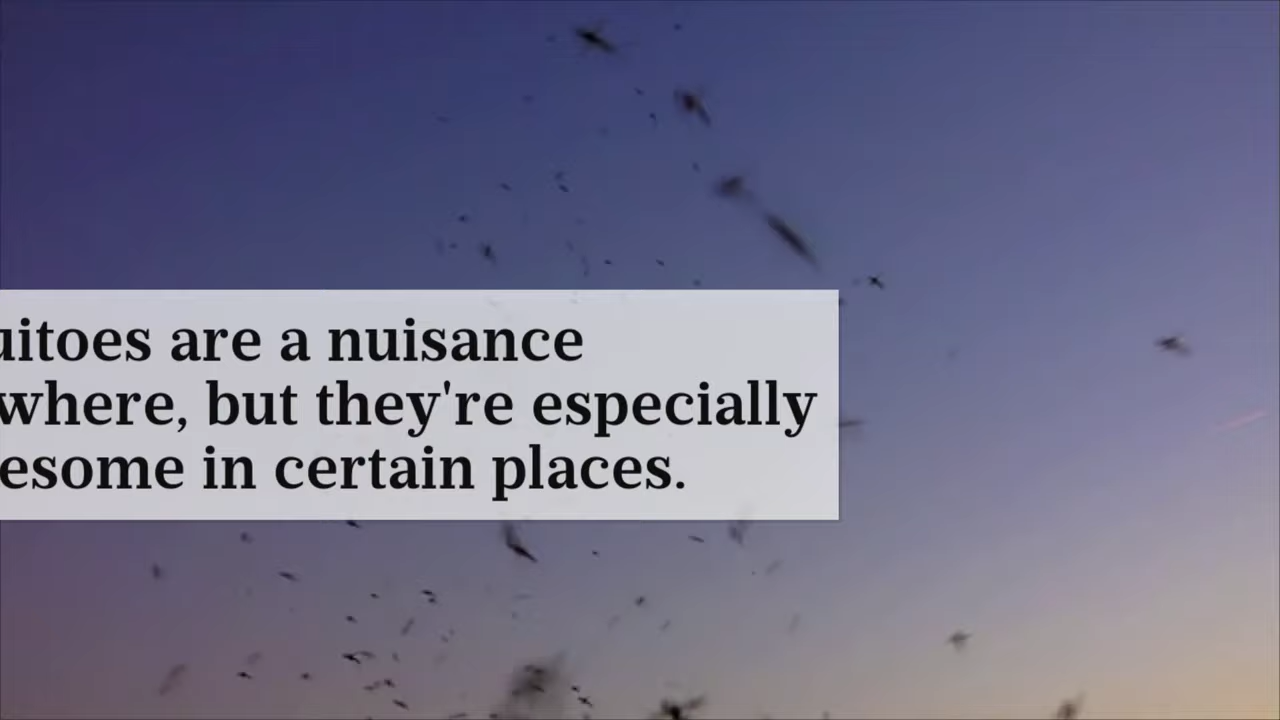 uitoes are a nuisance
where, but they're especially
esome in certain places.